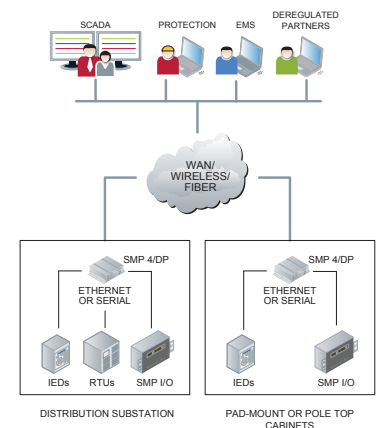 SCADA
PROTECTION
EMS
DEREGULATED
PARTNERS
WAN/
WIRELESS/
FIBER
SMP 4/DP
ETHERNET
OR SERIAL
IEDs
RTUs
SMP I/O
DISTRIBUTION SUBSTATION
SMP 4/DP
ETHERNET
OR SERIAL
IEDs
SMP I/O
PAD-MOUNT OR POLE TOP
CABINETS